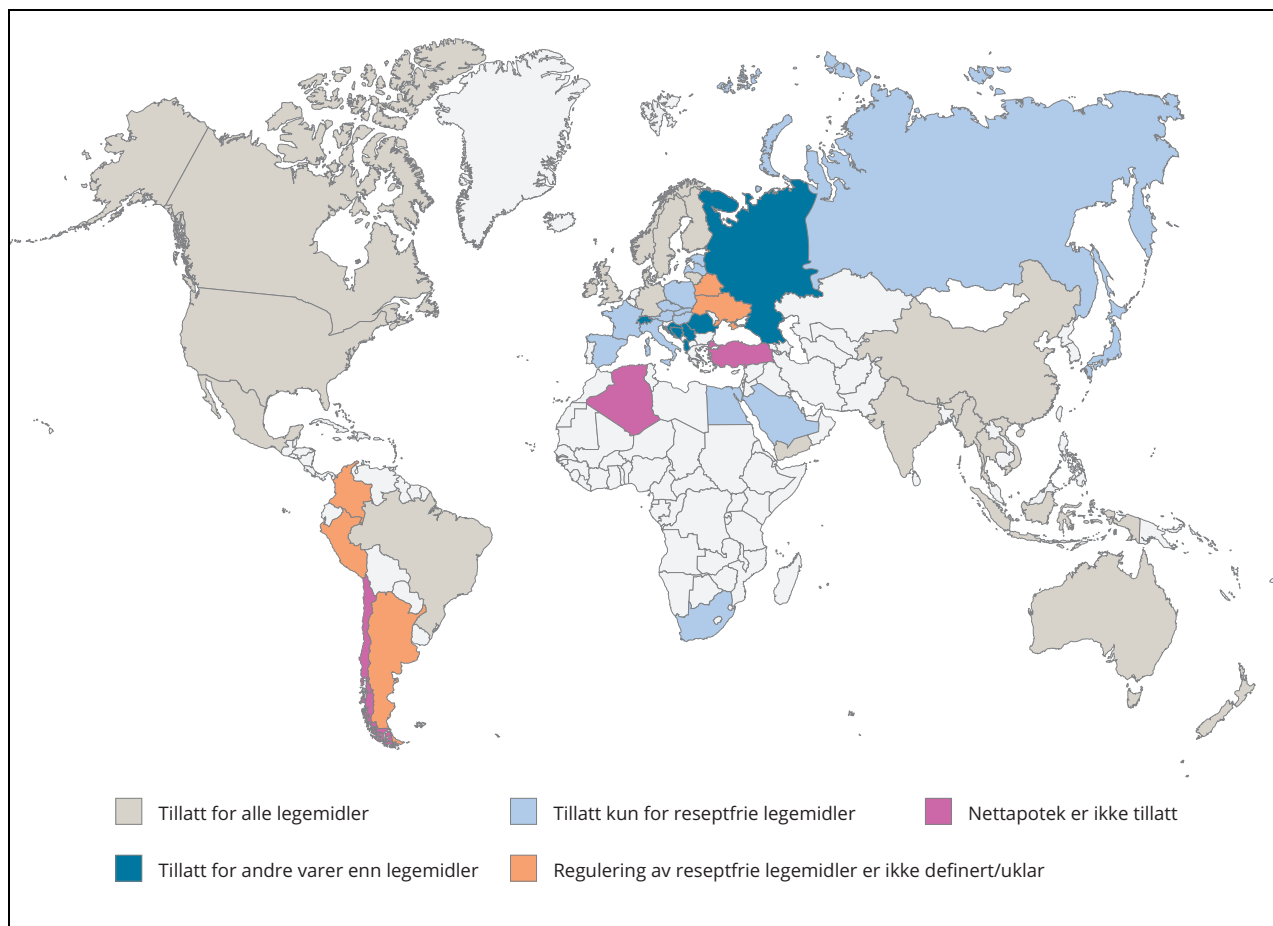 Tillatt for alle legemidler
Tillatt kun for reseptfrie legemidler
Nettapotek er ikke tillatt
Tillatt for andre varer enn legemidler
Regulering av reseptfrie legemidler er ikke definert/uklar